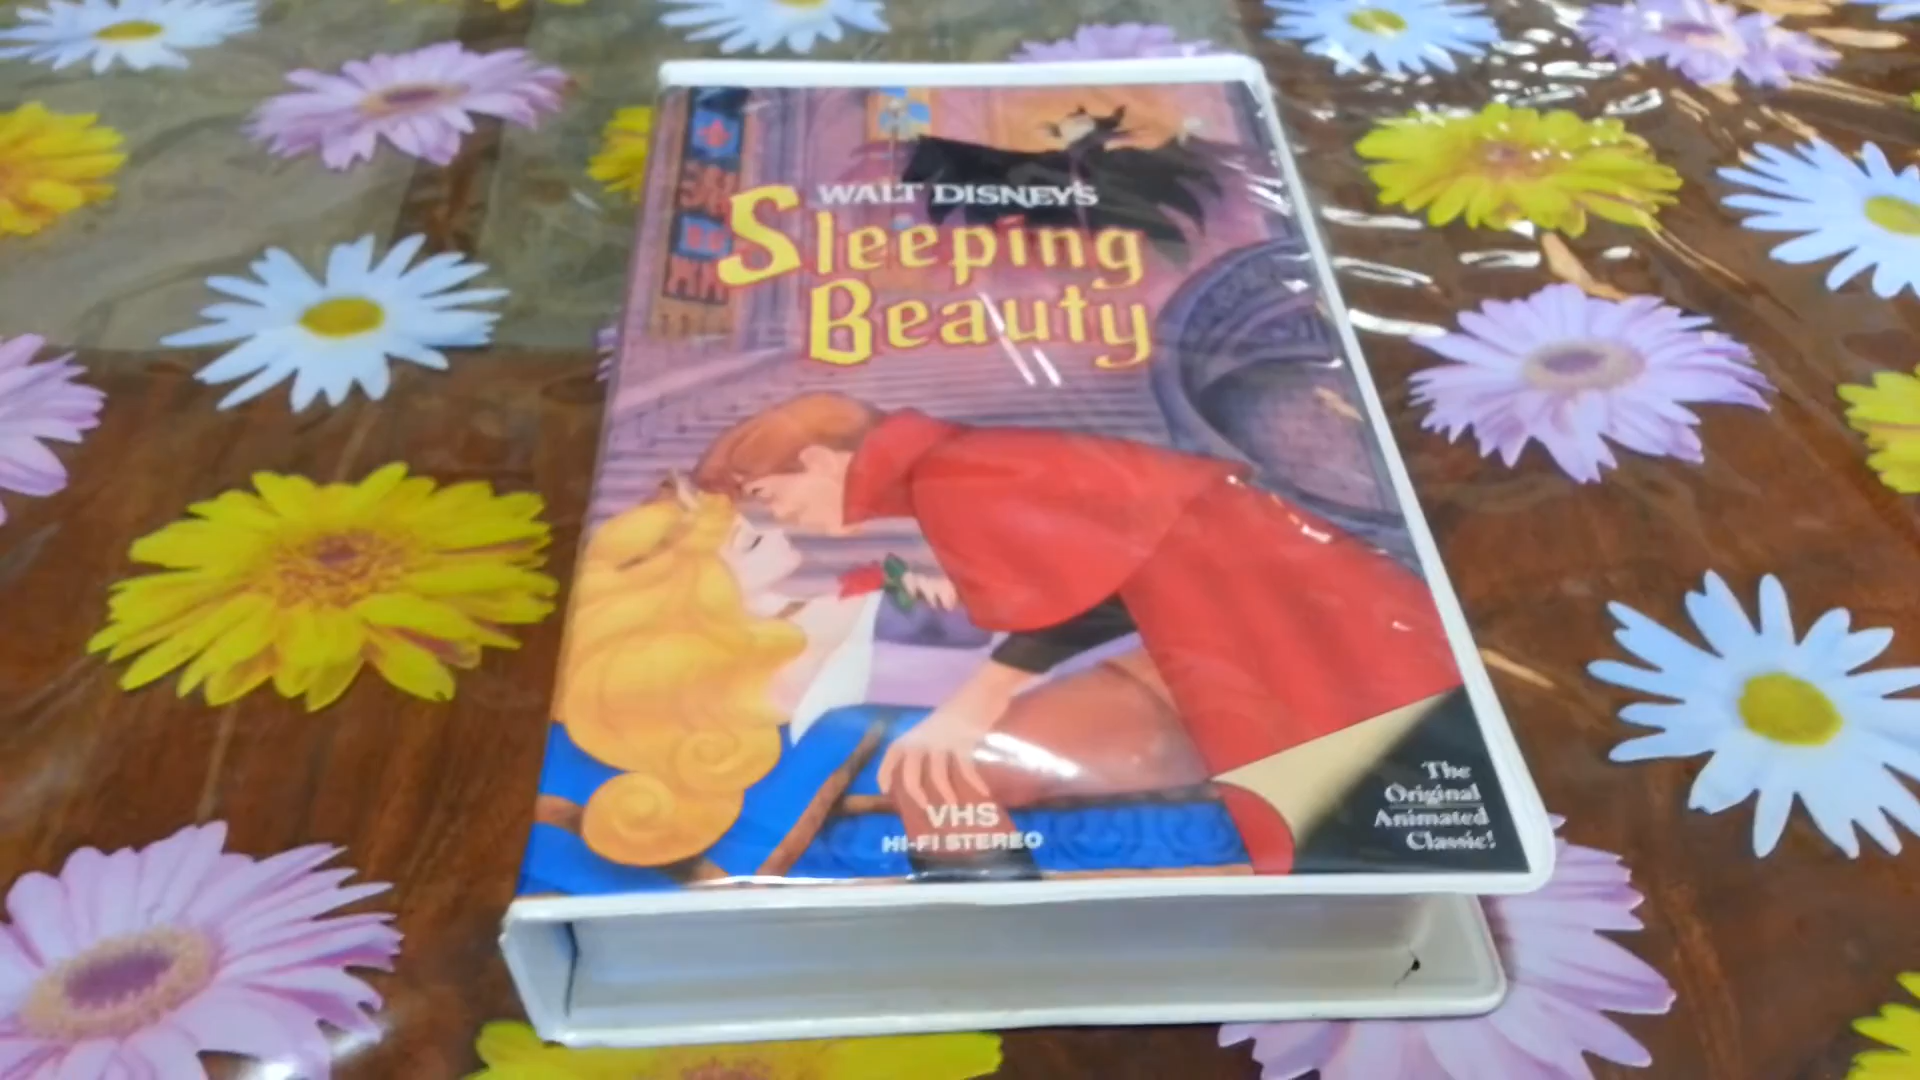 WALT DISNEY'S
Sleeping
Beauty
VHS
HI-FI STEREO
The
Original
Animated
Classic!